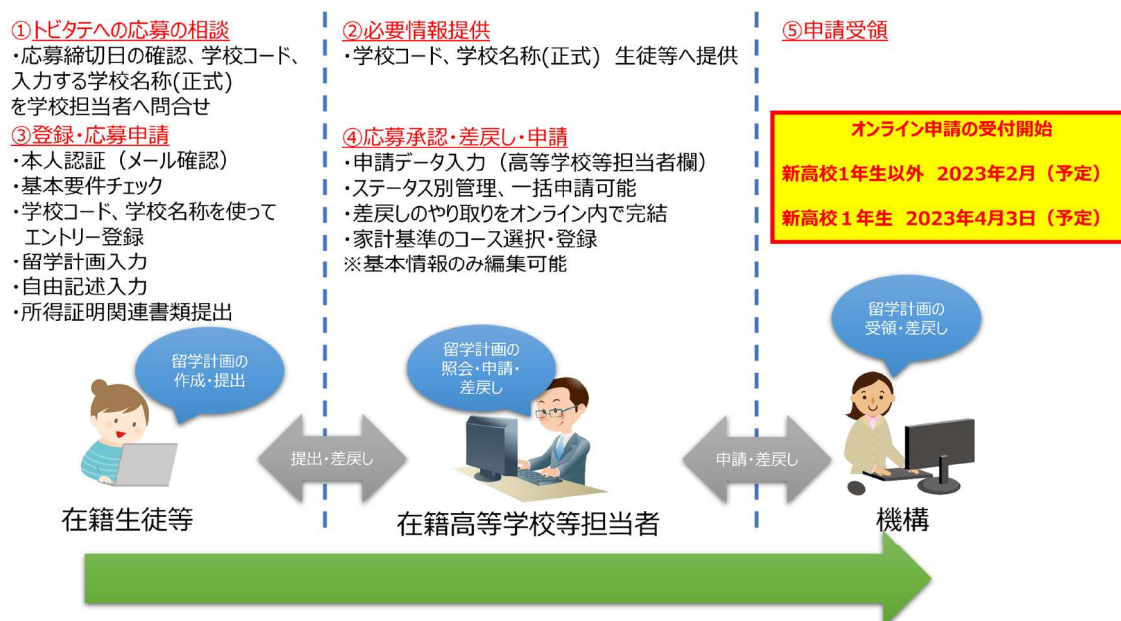 ①トビタテへの応募の相談
・応募締切日の確認、学校コード、
入力する学校名称(正式)
を学校担当者へ問合せ
③登録・応募申請
・本人認証（メール確認）
・基本要件チェック
・学校コード、学校名称を使って
エントリー登録
・留学計画入力
・自由記述入力
・所得証明関連書類提出
②必要情報提供
・学校コード、学校名称(正式) 生徒等へ提供
④応募承認・差戻し・申請
・申請データ入力（高等学校等担当者欄）
・ステータス別管理、一括申請可能
・差戻しのやり取りをオンライン内で完結
・家計基準のコース選択・登録
※基本情報のみ編集可能
⑤申請受領
オンライン申請の受付開始
新高校1年生以外 2023年2月（予定）
新高校１年生 2023年4月3日（予定）
留学計画の
作成・提出
留学計画の
照会・申請・
差戻し
留学計画の
受領・差戻し
提出・差戻し
申請・差戻し
在籍生徒等
在籍高等学校等担当者
機構